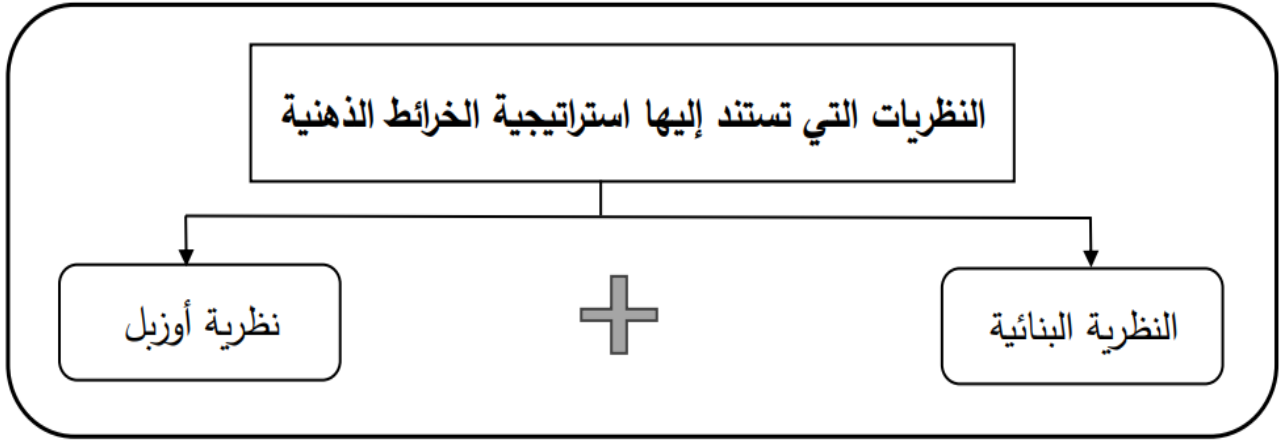 النظريات التي تستند إليها استراتيجية الخرائط الذهنية
النظرية البنائية
نظرية أوزبل